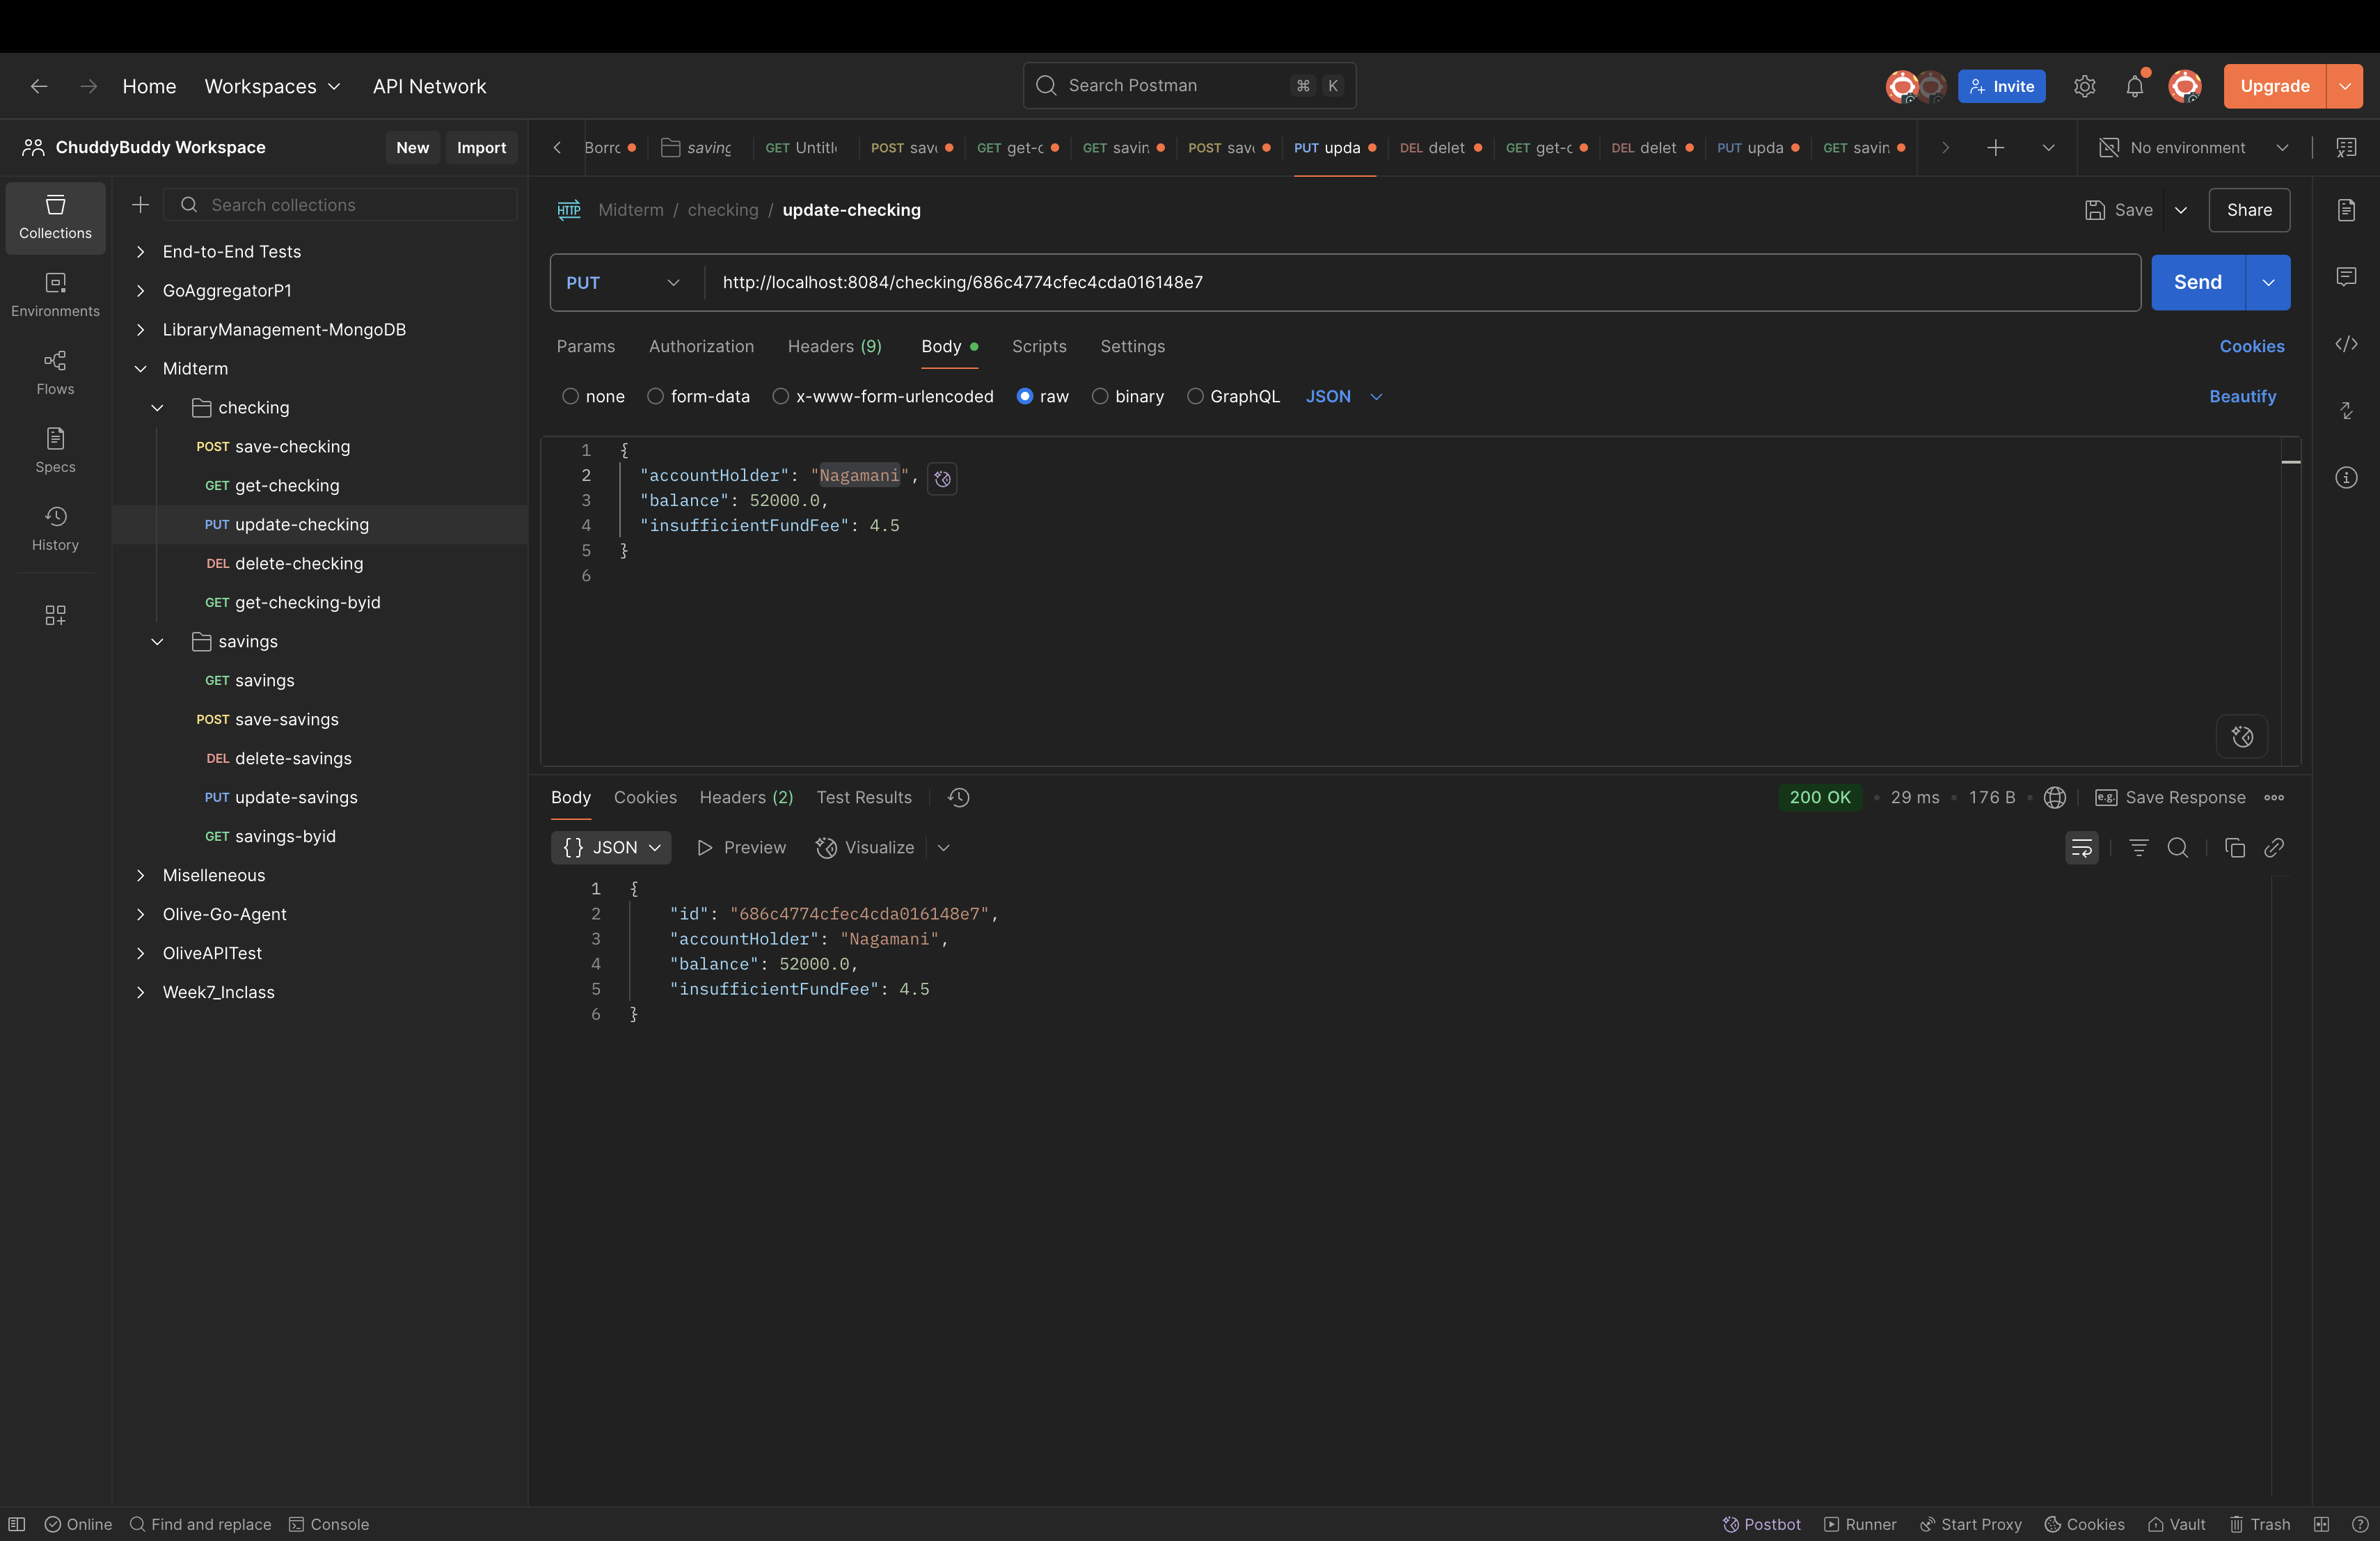 Home Workspaces API Network Search Postman ⌘ K Invite Upgrade
ChuddyBuddy Workspace New Import
Borrc savinç GET Untitl POST sav GET get-c GET savin POST sav PUT upda DEL delet GET get-c DEL delet PUT upda GET savin No environment
Collections
Environments
Flows
Specs
History
Search collections
End-to-End Tests
GoAggregatorP1
LibraryManagement-MongoDB
Midterm
checking
POST save-checking
GET get-checking
PUT update-checking
DEL delete-checking
GET get-checking-byid
savings
GET savings
POST save-savings
DEL delete-savings
PUT update-savings
GET savings-byid
Miselleneous
Olive-Go-Agent
OliveAPITest
Week7_Inclass
HTTP Midterm / checking / update-checking Save Share
PUT http://localhost:8084/checking/686c4774cfec4cda016148e7 Send
Params Authorization Headers (9) Body Scripts Settings Cookies
none form-data x-www-form-urlencoded raw binary GraphQL JSON Beautify
1 {
2 "accountHolder": "Nagamani",
3 "balance": 52000.0,
4 "insufficientFundFee": 4.5
5 }
6
Body Cookies Headers (2) Test Results 200 OK • 29 ms • 176 B • e.g. Save Response
{} JSON Preview Visualize
1 {
2 "id": "686c4774cfec4cda016148e7",
3 "accountHolder": "Nagamani",
4 "balance": 52000.0,
5 "insufficientFundFee": 4.5
6 }
Online Find and replace Console Postbot Runner Start Proxy Cookies Vault Trash